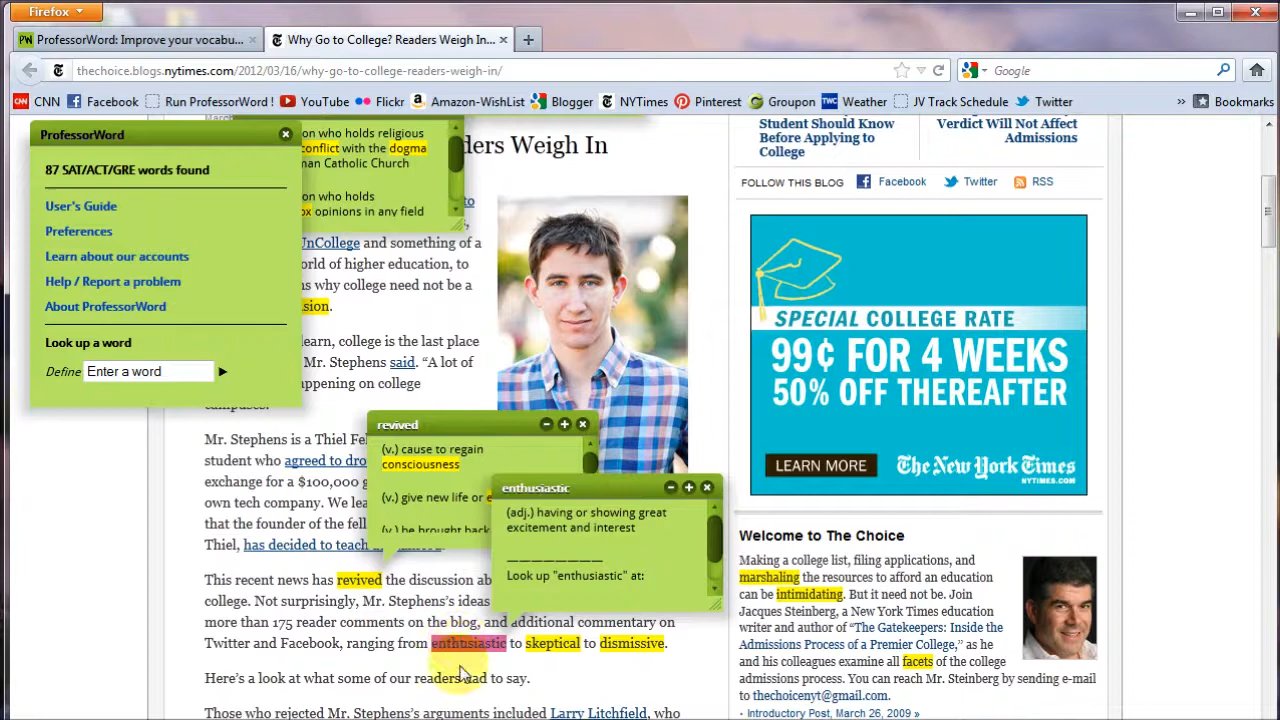 Firefox
ProfessorWord: Improve your vocabu...
Why Go to College? Readers Weigh In...
thechoice.blogs.nytimes.com/2012/03/16/why-go-to-college-readers-weigh-in/
Google
CNN Facebook Run ProfessorWord! YouTube Flickr Amazon-WishList Blogger NYTimes Pinterest Groupon Weather JV Track Schedule Twitter » Bookmarks
ProfessorWord
87 SAT/ACT/GRE words found
User's Guide
Preferences
Learn about our accounts
Help / Report a problem
About ProfessorWord
Look up a word
Define Enter a word
on who holds religious
conflict with the dogma
man Catholic Church
on who holds
ox opinions in any field
ders Weigh In
to
UnCollege and something of a
orld of higher education, to
ns why college need not be a
sion.
learn, college is the last place
Mr. Stephens said. “A lot of
appening on college
campuses.
Mr. Stephens is a Thiel Fel
student who agreed to dro
exchange for a $100,000 g
own tech company. We lea
that the founder of the fell
Thiel, has decided to teach
revived
(v.) cause to regain
consciousness
(v.) give new life or e
(v.) be brought back
enthusiastic
(adj.) having or showing great
excitement and interest
Look up "enthusiastic" at:
This recent news has revived the discussion ab
college. Not surprisingly, Mr. Stephens’s ideas
more than 175 reader comments on the blog, and additional commentary on
Twitter and Facebook, ranging from enthusiastic to skeptical to dismissive.
Here’s a look at what some of our readers had to say.
Those who rejected Mr. Stephens’s arguments included Larry Litchfield, who
Student Should Know
Before Applying to
College
Verdict Will Not Affect
Admissions
FOLLOW THIS BLOG Facebook Twitter RSS
SPECIAL COLLEGE RATE
99¢ FOR 4 WEEKS
50% OFF THEREAFTER
LEARN MORE
The New York Times
NYTIMES.COM
Welcome to The Choice
Making a college list, filing applications, and
marshaling the resources to afford an education
can be intimidating. But it need not be. Join
Jacques Steinberg, a New York Times education
writer and author of “The Gatekeepers: Inside the
Admissions Process of a Premier College,” as he
and his colleagues examine all facets of the college
admissions process. You can reach Mr. Steinberg by sending e-mail
to thechoicenyt@gmail.com.
Introductory Post, March 26, 2009 »